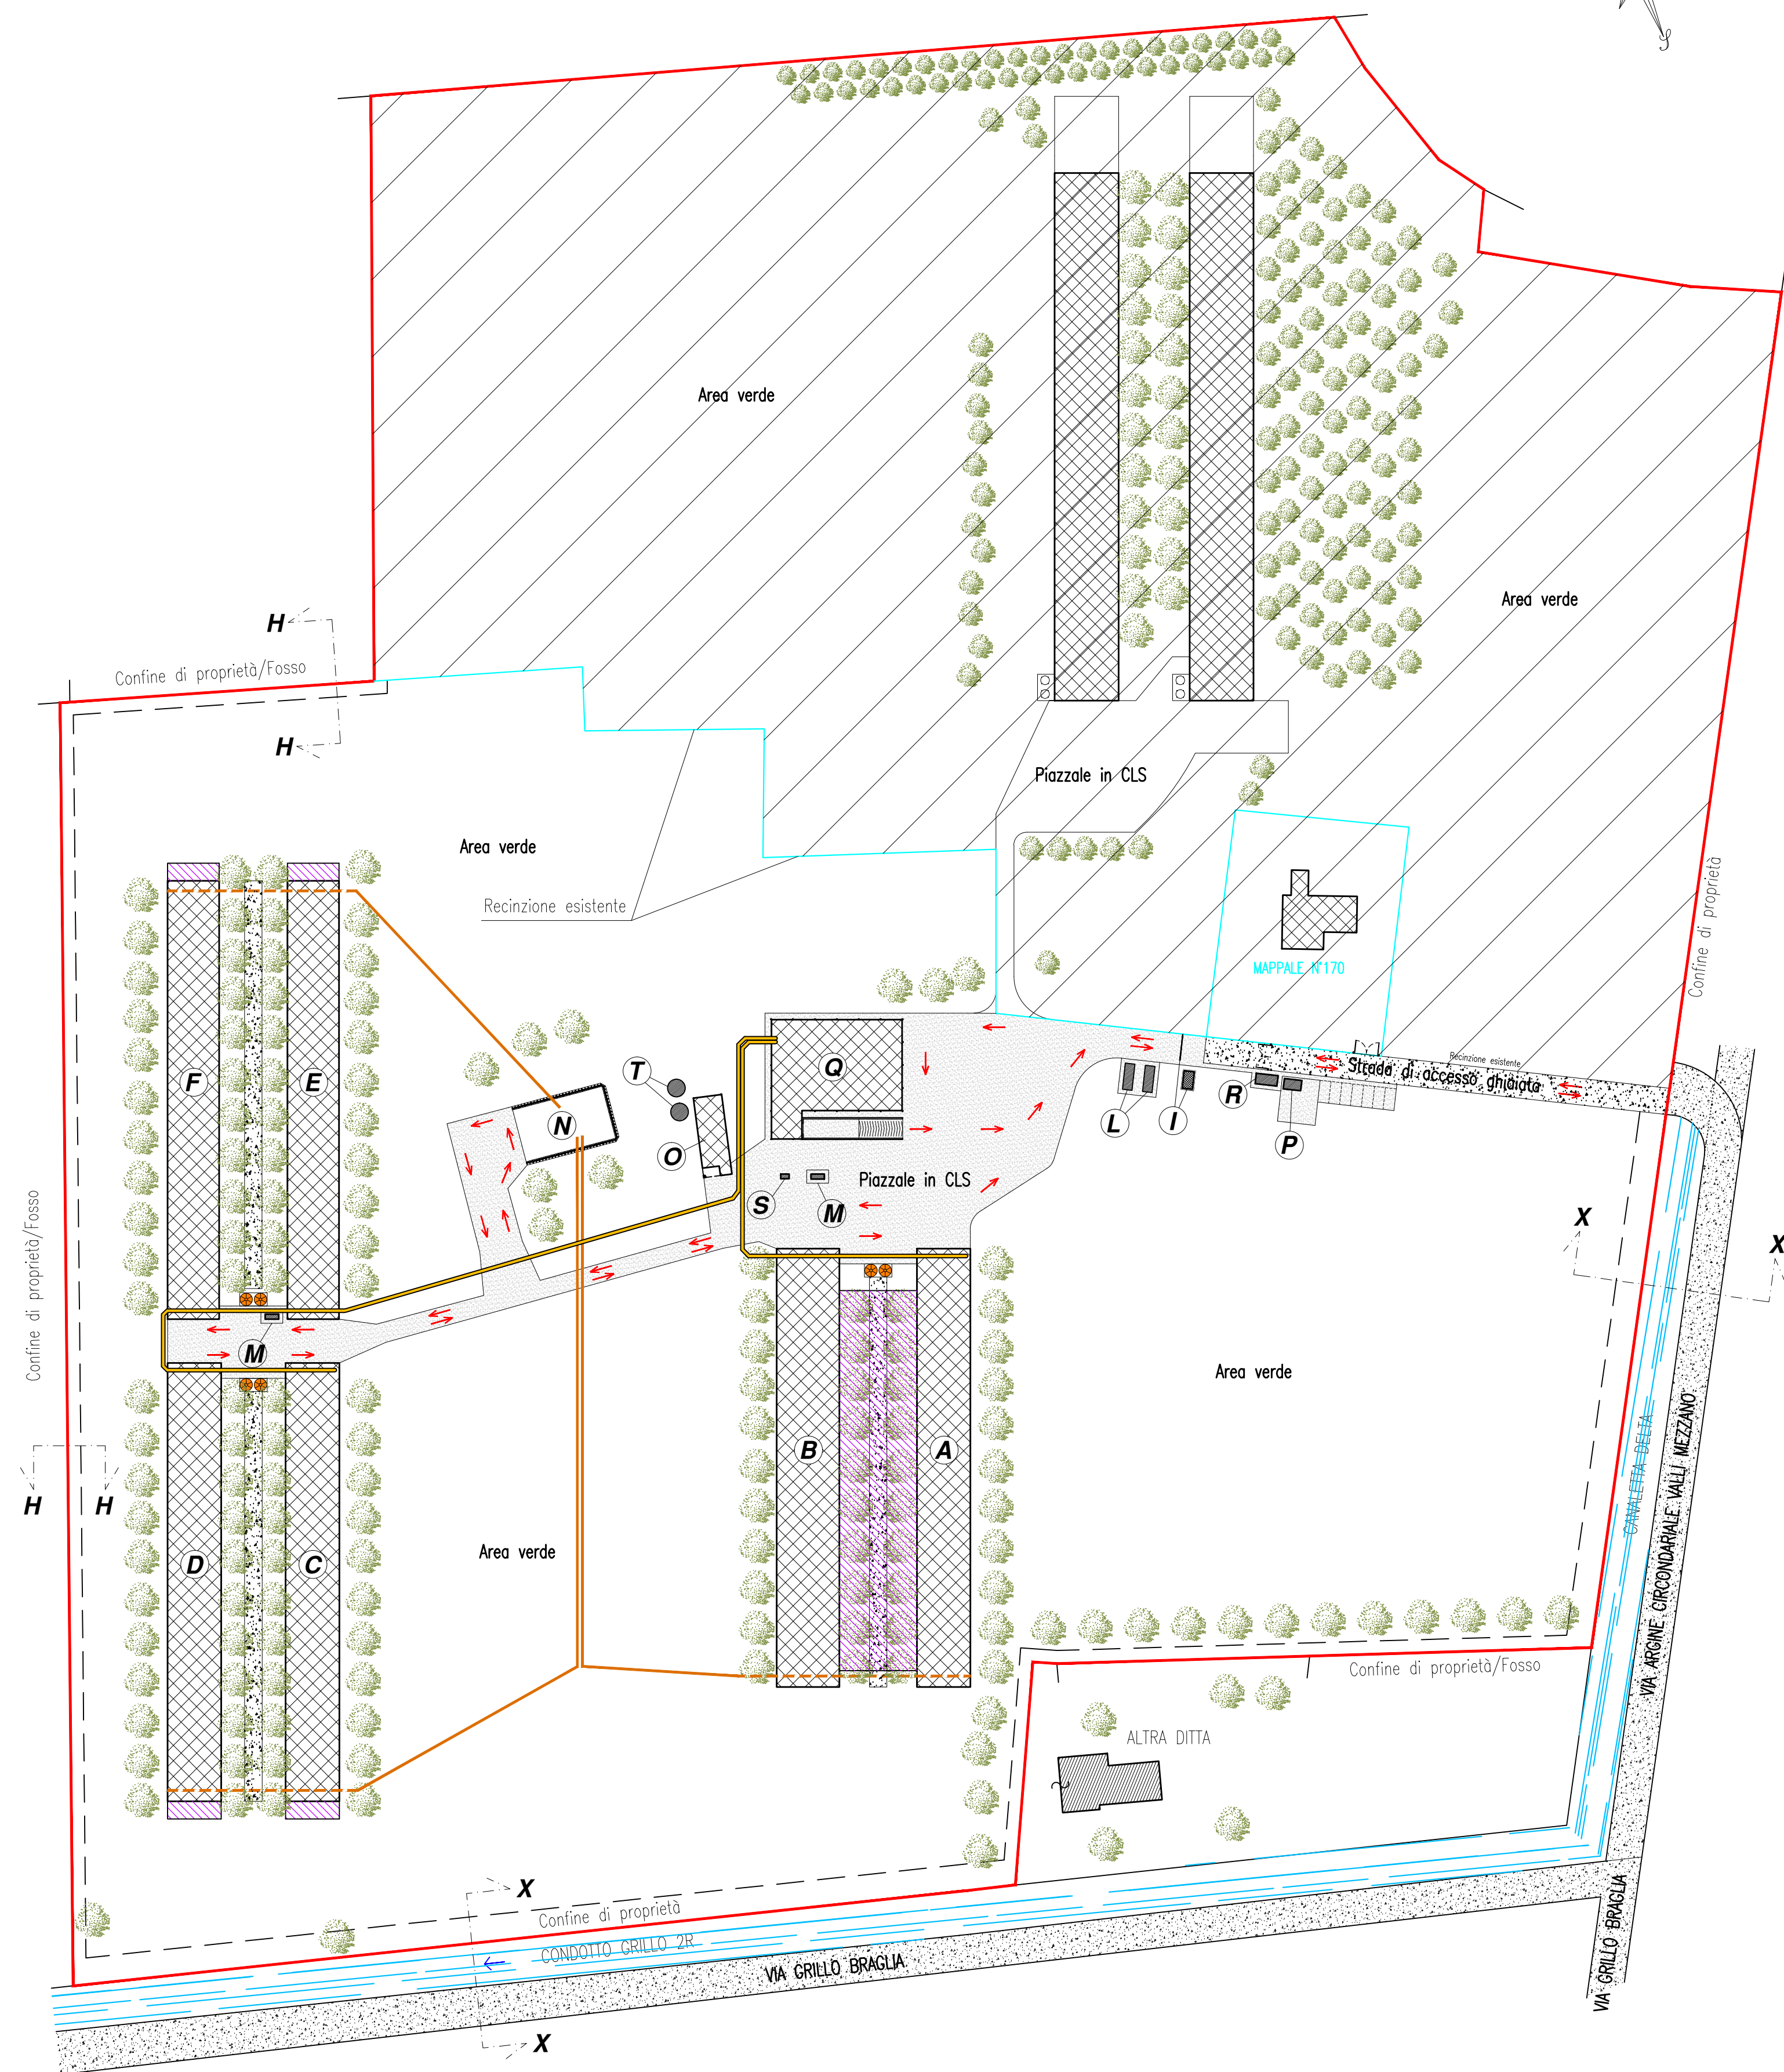 S
Area verde
Area verde
H
Confine di proprietà/Fosso
H
Piazzale in CLS
Area verde
Confine di proprietà
Recinzione esistente
MAPPALE N°170
Recinzione esistente
Strada di accesso ghiaiata
F
E
T
Q
N
L
I
R
P
O
Piazzale in CLS
S
M
X
X
Confine di proprietà/Fosso
M
Area verde
CANALETTA DELTA
VIA ARGINE CIRCONDARIALE VALLI MEZZANO
B
A
H
H
D
C
Area verde
Confine di proprietà/Fosso
ALTRA DITTA
X
Confine di proprietà
CONDOTTO GRILLO 2R
VIA GRILLO BRAGLIA
VIA GRILLO BRAGLIA
X